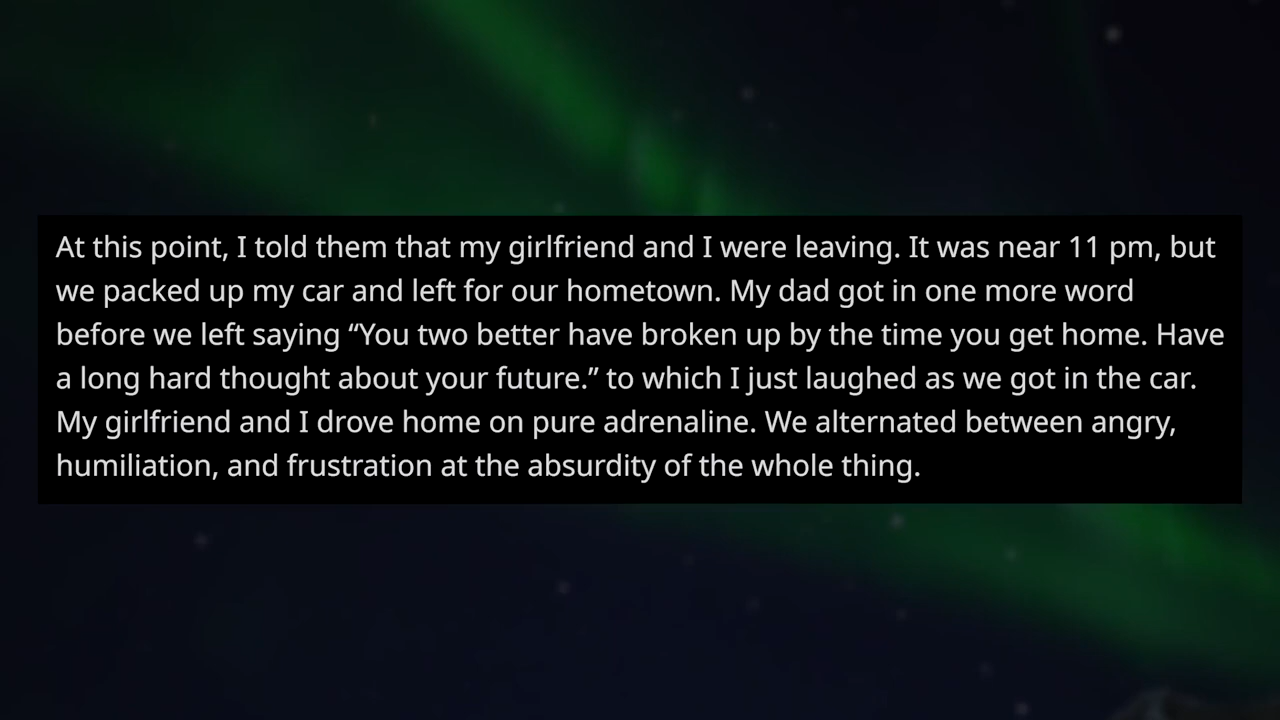 At this point, I told them that my girlfriend and I were leaving. It was near 11 pm, but
we packed up my car and left for our hometown. My dad got in one more word
before we left saying “You two better have broken up by the time you get home. Have
a long hard thought about your future.” to which I just laughed as we got in the car.
My girlfriend and I drove home on pure adrenaline. We alternated between angry,
humiliation, and frustration at the absurdity of the whole thing.